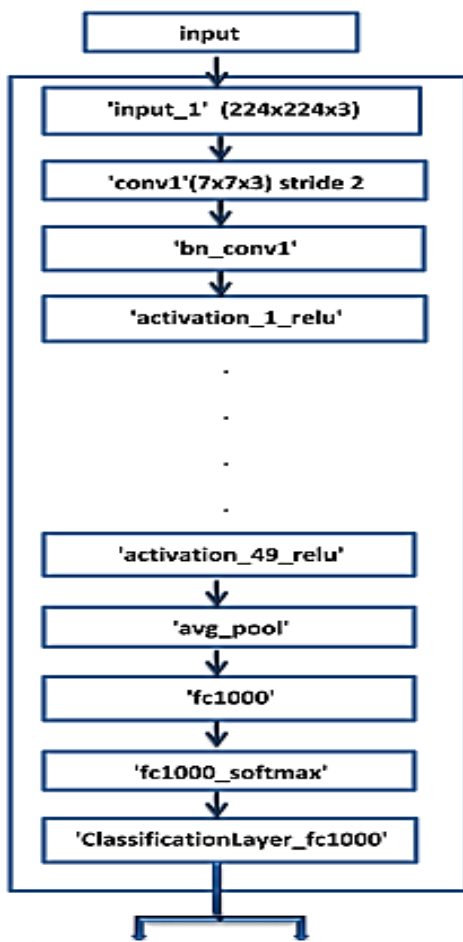 input
'input_1' (224x224x3)
'conv1'(7x7x3) stride 2
'bn_conv1'
'activation_1_relu'
.
.
.
.
'activation_49_relu'
'avg_pool'
'fc1000'
'fc1000_softmax'
'ClassificationLayer_fc1000'